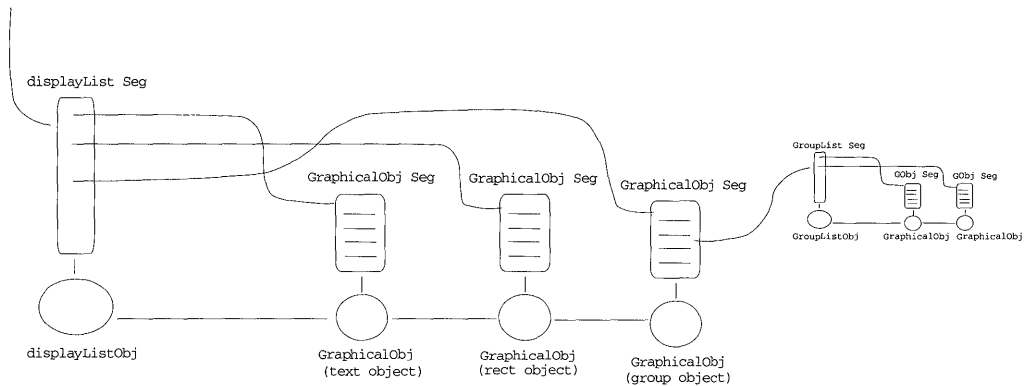 displayList Seg
GraphicalObj Seg
GraphicalObj Seg
GraphicalObj Seg
GroupList Seg
GObj Seg
GObj Seg
GroupListObj
GraphicalObj
GraphicalObj
displayListObj
GraphicalObj
(text object)
GraphicalObj
(rect object)
GraphicalObj
(group object)